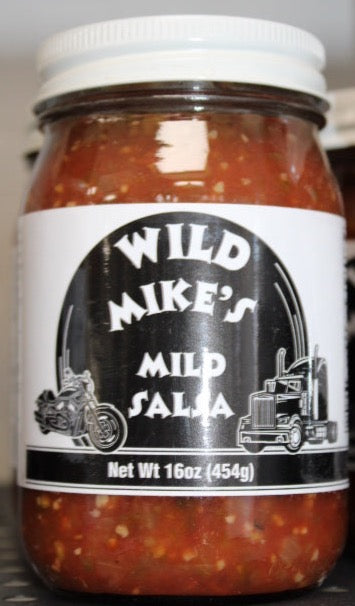 WILD
MIKE'S
MILD
SALSA
Net Wt 16oz (454g)